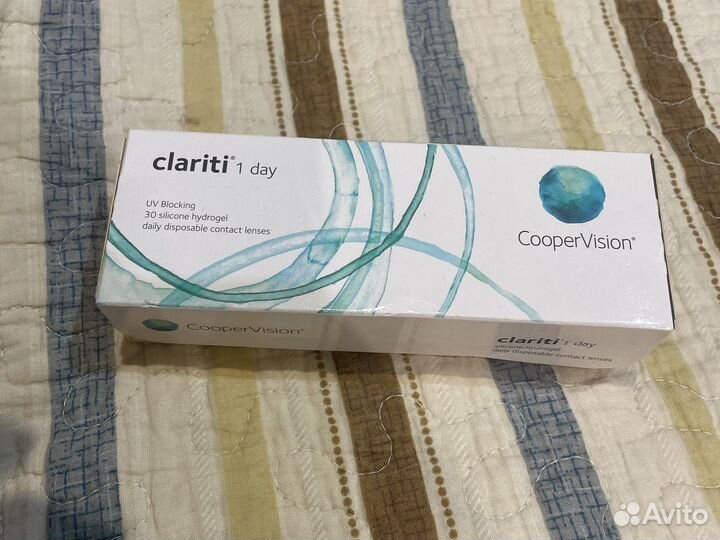 clariti® 1 day
UV Blocking
30 silicone hydrogel
daily disposable contact lenses
CooperVision®
CooperVision®
clariti® 1 day
silicone hydrogel
daily disposable contact lenses
Avito